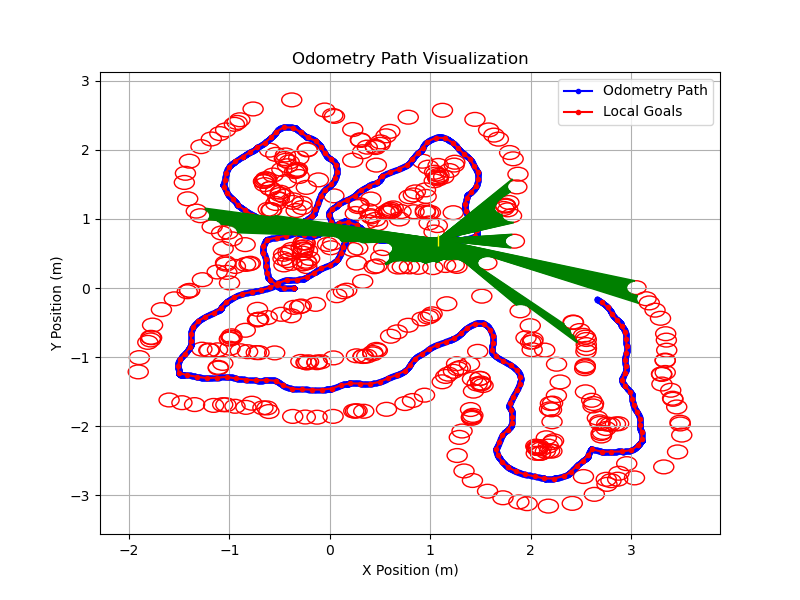 Odometry Path Visualization
Odometry Path
Local Goals
3
2
1
0
−1
−2
−3
Y Position (m)
−2
−1
0
1
2
3
X Position (m)